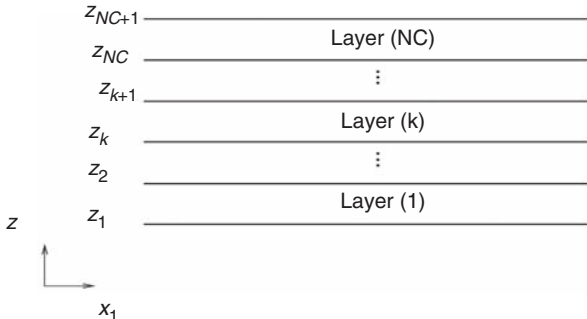 z_{NC+1}
Layer (NC)
z_{NC}
⋮
z_{k+1}
Layer (k)
z_k
⋮
z_2
Layer (1)
z_1
z
x_1